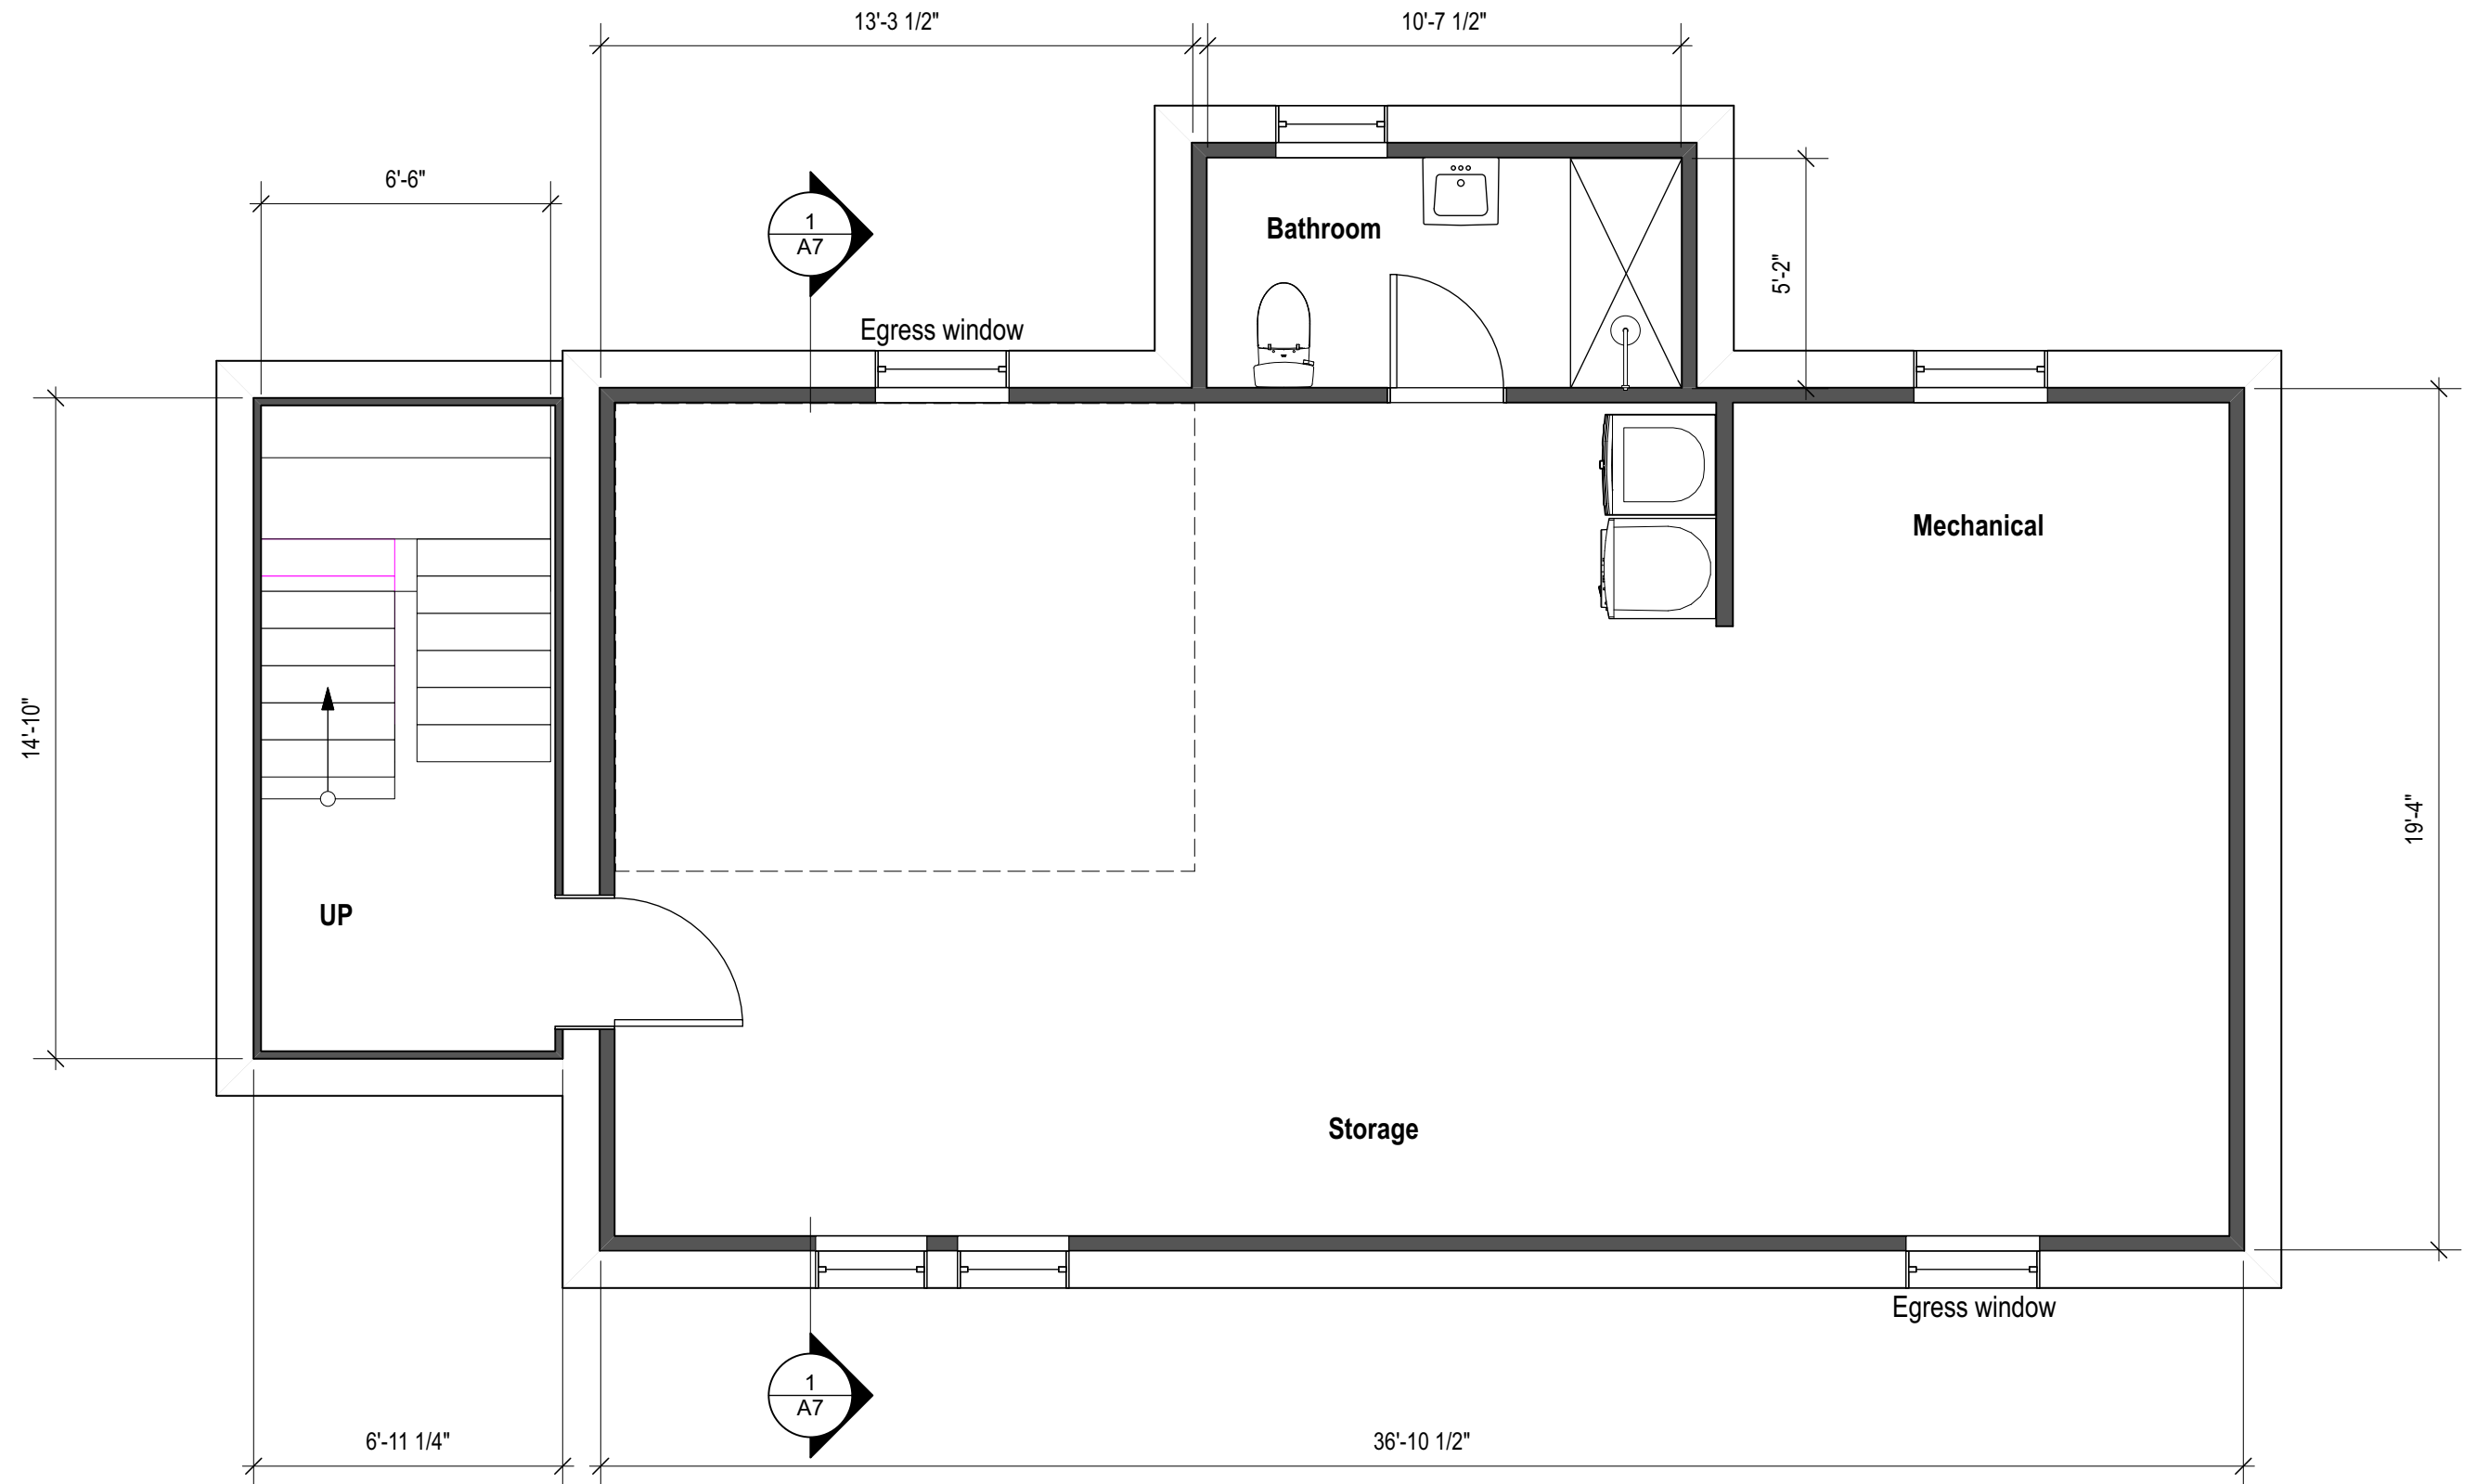 13'-3 1/2"
10'-7 1/2"
6'-6"
1
A7
Bathroom
5'-2"
Egress window
Mechanical
14'-10"
19'-4"
UP
Storage
Egress window
1
A7
6'-11 1/4"
36'-10 1/2"